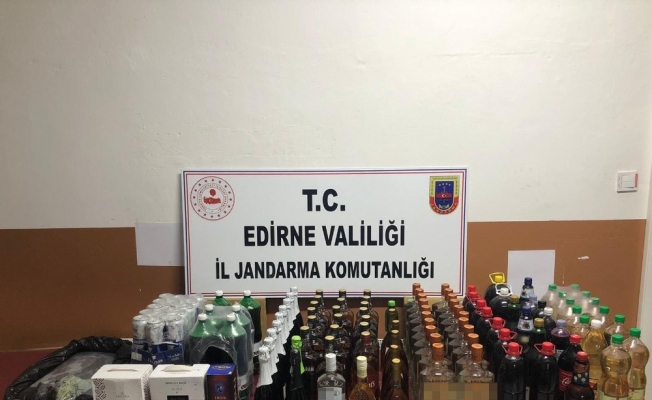 T.C.
EDİRNE VALİLİĞİ
İL JANDARMA KOMUTANLIĞI